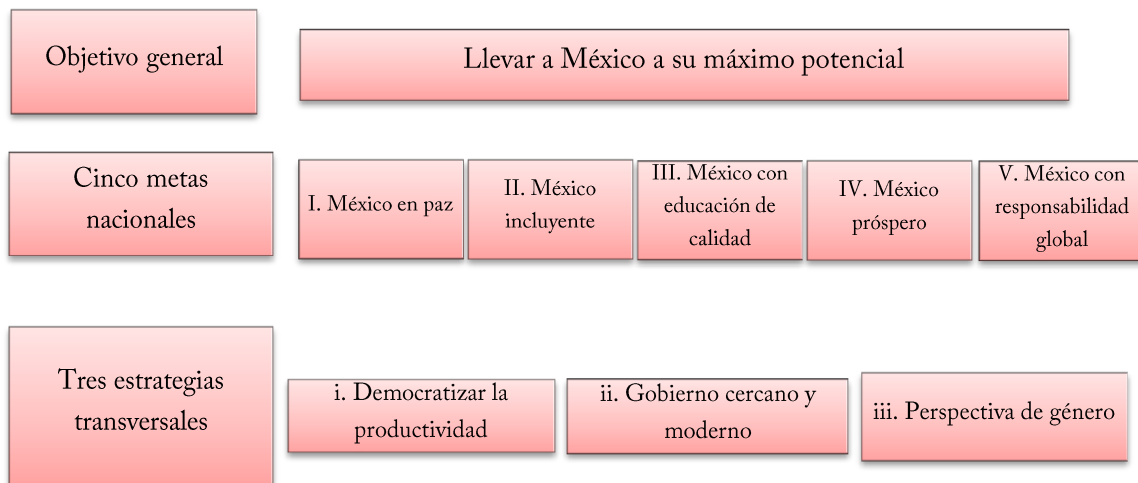 Objetivo general
Llevar a México a su máximo potencial
Cinco metas
nacionales
I. México en paz
II. México
incluyente
III. México con
educación de
calidad
IV. México
próspero
V. México con
responsabilidad
global
Tres estrategias
transversales
i. Democratizar la
productividad
ii. Gobierno cercano y
moderno
iii. Perspectiva de género